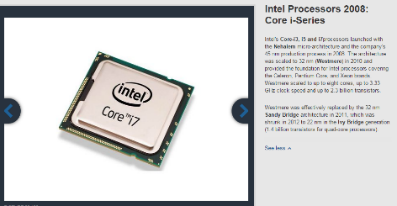 Intel Processors 2008:
Core i-Series
Intel's Core i3, i5 and i7 processors launched with
the Nehalem microarchitecture and the company's
45 nm production process in 2008. The architecture
was scaled to 32 nm (Westmere) in 2010 and
provided the foundation for Intel processors covering
the Celeron, Pentium Core, and Xeon brands.
Westmere scaled to up to eight cores, up to 3.33
GHz clock speed and up to 2.3 billion transistors.
Westmere was effectively replaced by the 32 nm
Sandy Bridge architecture in 2011, which was
shrunk in 2012 to 22 nm in the Ivy Bridge generation
(1.4 billion transistors for quad-core processors).
See less
intel
Core™i7